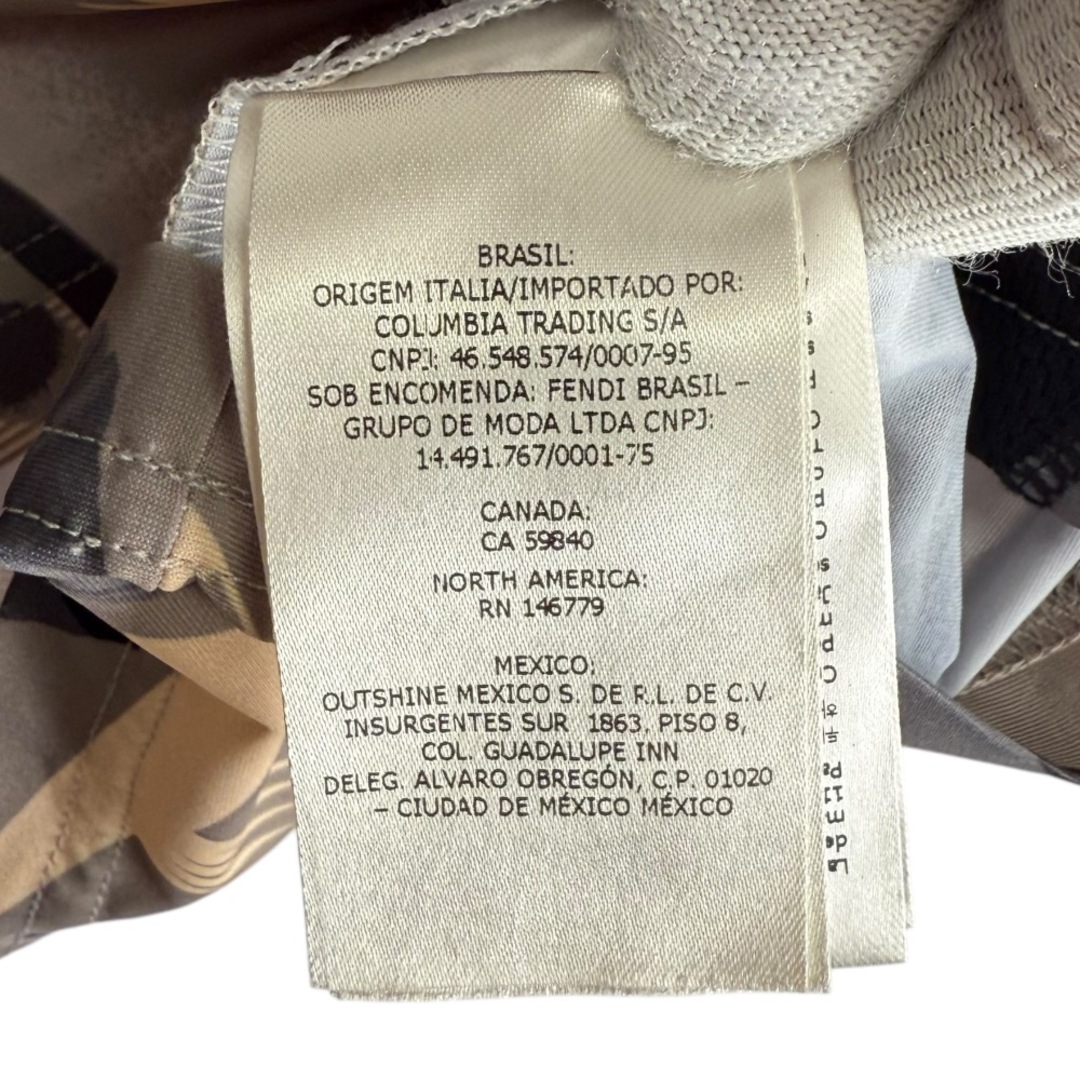 BRASIL:
ORIGEM ITALIA/IMPORTADO POR:
COLUMBIA TRADING S/A
CNPJ: 46.548.574/0007-95
SOB ENCOMENDA: FENDI BRASIL –
GRUPO DE MODA LTDA CNPJ:
14.491.767/0001-75
CANADA:
CA 59840
NORTH AMERICA:
RN 146779
MEXICO:
OUTSHINE MEXICO S. DE R.L. DE C.V.
INSURGENTES SUR 1863, PISO 8,
COL. GUADALUPE INN
DELEG. ALVARO OBREGÓN, C.P. 01020
– CIUDAD DE MÉXICO MÉXICO